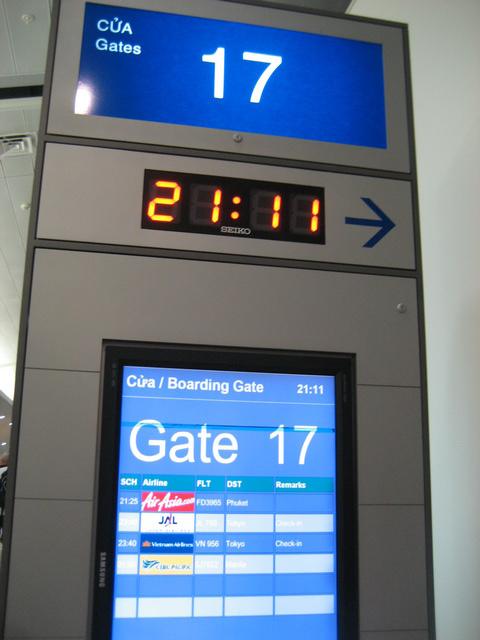 CỬA
Gates
17
21:11
SEIKO
Cửa / Boarding Gate 21:11
Gate 17
SCH Airline FLT DST Remarks
21:25 AirAsia.com FD3965 Phuket
JAL Tokyo Check-in
23:40 Vietnam Airlines VN 956 Tokyo Check-in
CEBU PACIFIC Manila
SAMSUNG